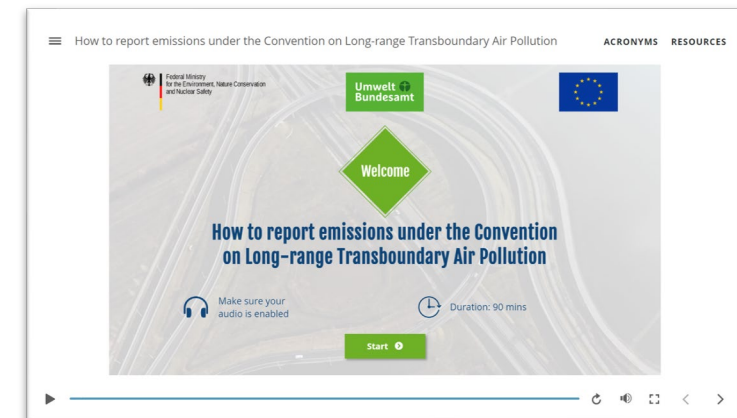 How to report emissions under the Convention on Long-range Transboundary Air Pollution
ACRONYMS RESOURCES
Federal Ministry
for the Environment, Nature Conservation
and Nuclear Safety
Umwelt
Bundesamt
Welcome
How to report emissions under the Convention
on Long-range Transboundary Air Pollution
Make sure your
audio is enabled
Duration: 90 mins
Start